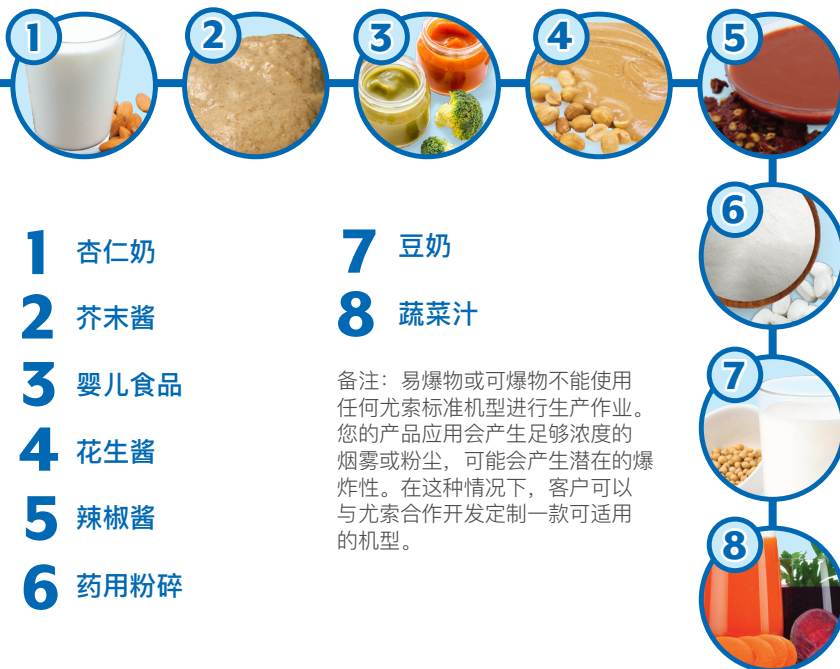 1
2
3
4
5
6
7
8
1 杏仁奶
2 芥末酱
3 婴儿食品
4 花生酱
5 辣椒酱
6 药用粉碎
7 豆奶
8 蔬菜汁
备注：易爆物或可爆物不能使用
任何尤索标准机型进行生产作业。
您的产品应用会产生足够浓度的
烟雾或粉尘，可能会产生潜在的爆
炸性。在这种情况下，客户可以
与尤索合作开发定制一款可适用
的机型。